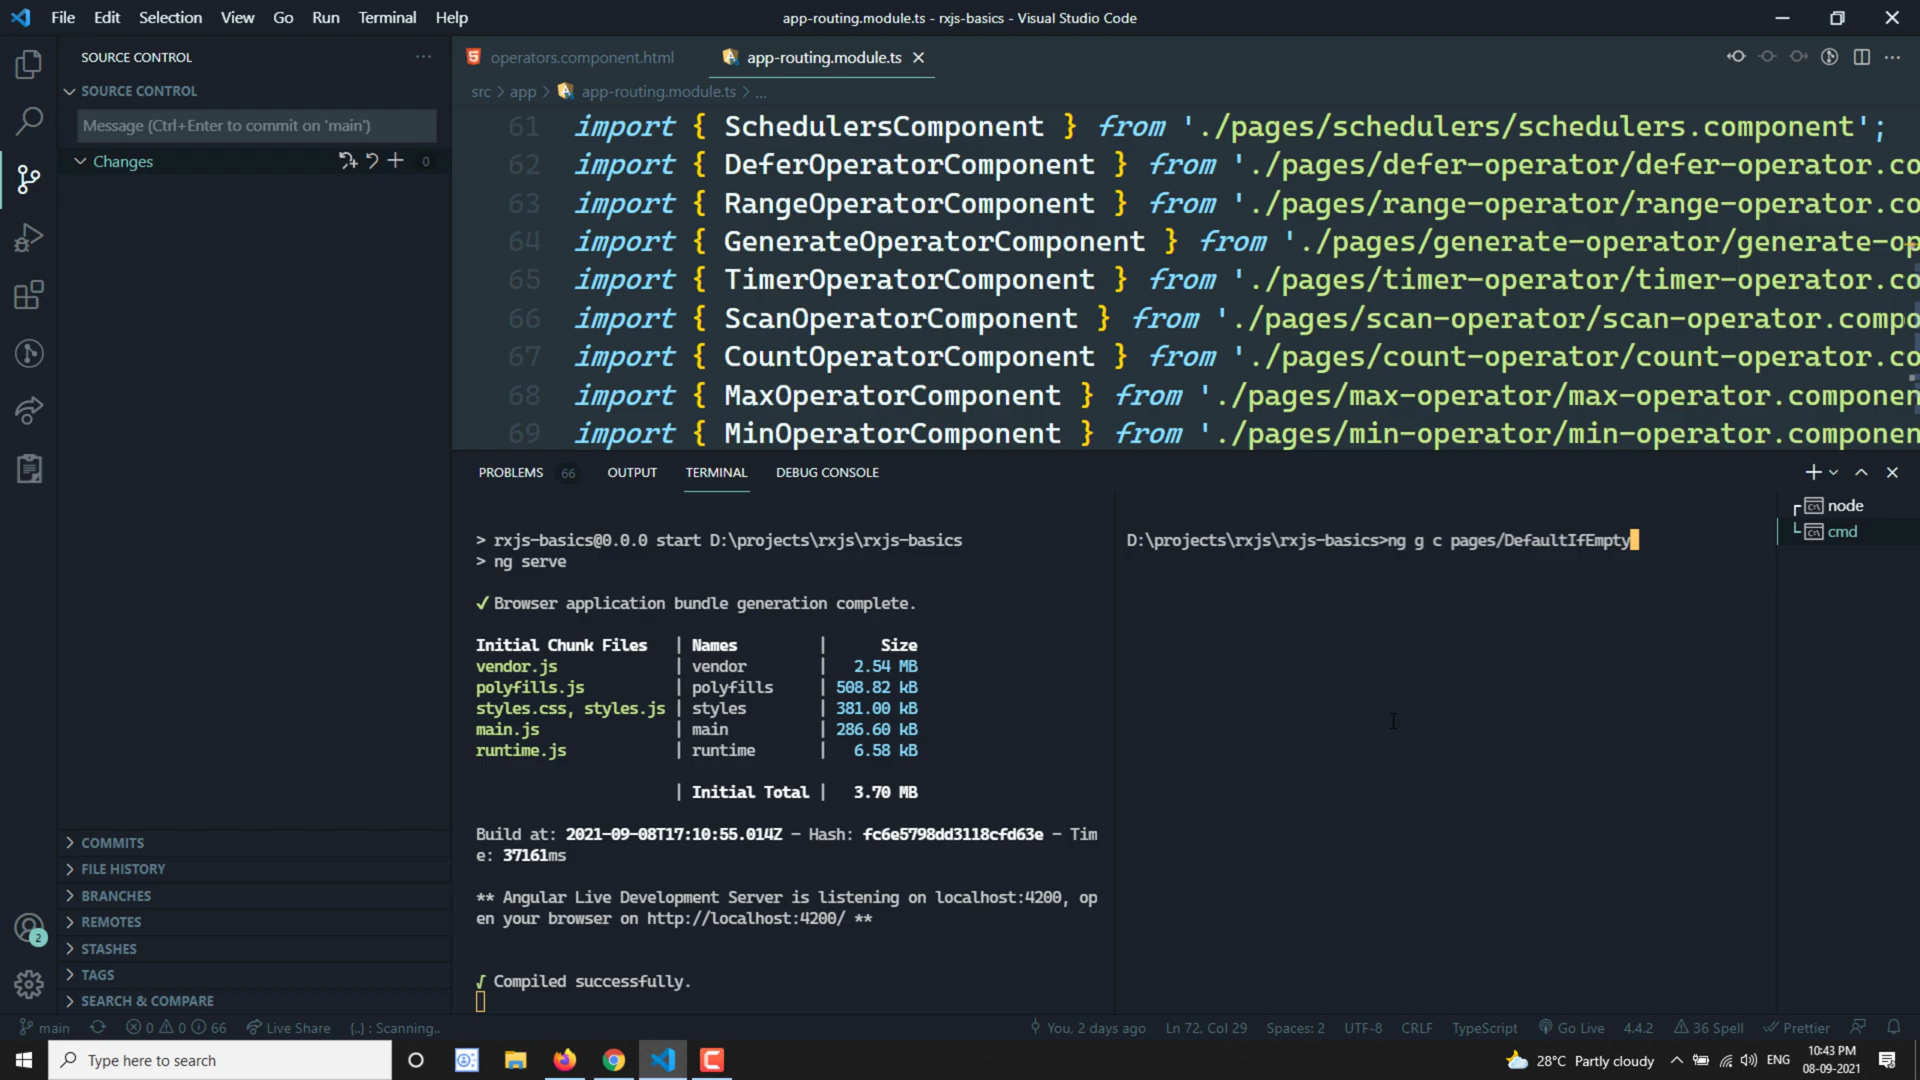 File Edit Selection View Go Run Terminal Help
app-routing.module.ts - rxjs-basics - Visual Studio Code
SOURCE CONTROL
SOURCE CONTROL
Message (Ctrl+Enter to commit on 'main')
Changes 0
operators.component.html
app-routing.module.ts
src > app > app-routing.module.ts > ...
61 import { SchedulersComponent } from './pages/schedulers/schedulers.component';
62 import { DeferOperatorComponent } from './pages/defer-operator/defer-operator.co
63 import { RangeOperatorComponent } from './pages/range-operator/range-operator.co
64 import { GenerateOperatorComponent } from './pages/generate-operator/generate-op
65 import { TimerOperatorComponent } from './pages/timer-operator/timer-operator.co
66 import { ScanOperatorComponent } from './pages/scan-operator/scan-operator.compo
67 import { CountOperatorComponent } from './pages/count-operator/count-operator.co
68 import { MaxOperatorComponent } from './pages/max-operator/max-operator.componen
69 import { MinOperatorComponent } from './pages/min-operator/min-operator.componen
PROBLEMS 66 OUTPUT TERMINAL DEBUG CONSOLE
> rxjs-basics@0.0.0 start D:\projects\rxjs\rxjs-basics
> ng serve
✓ Browser application bundle generation complete.
Initial Chunk Files | Names | Size
vendor.js | vendor | 2.54 MB
polyfills.js | polyfills | 508.82 kB
styles.css, styles.js | styles | 381.00 kB
main.js | main | 286.60 kB
runtime.js | runtime | 6.58 kB
| Initial Total | 3.70 MB
Build at: 2021-09-08T17:10:55.014Z - Hash: fc6e5798dd3118cfd63e - Tim
e: 37161ms
** Angular Live Development Server is listening on localhost:4200, op
en your browser on http://localhost:4200/ **
√ Compiled successfully.
D:\projects\rxjs\rxjs-basics>ng g c pages/DefaultIfEmpty
node
cmd
COMMITS
FILE HISTORY
BRANCHES
REMOTES
STASHES
TAGS
SEARCH & COMPARE
2
main 0 0 66 Live Share {..} : Scanning.. You, 2 days ago Ln 72, Col 29 Spaces: 2 UTF-8 CRLF TypeScript Go Live 4.4.2 36 Spell Prettier
Type here to search
28°C Partly cloudy ENG
10:43 PM
08-09-2021